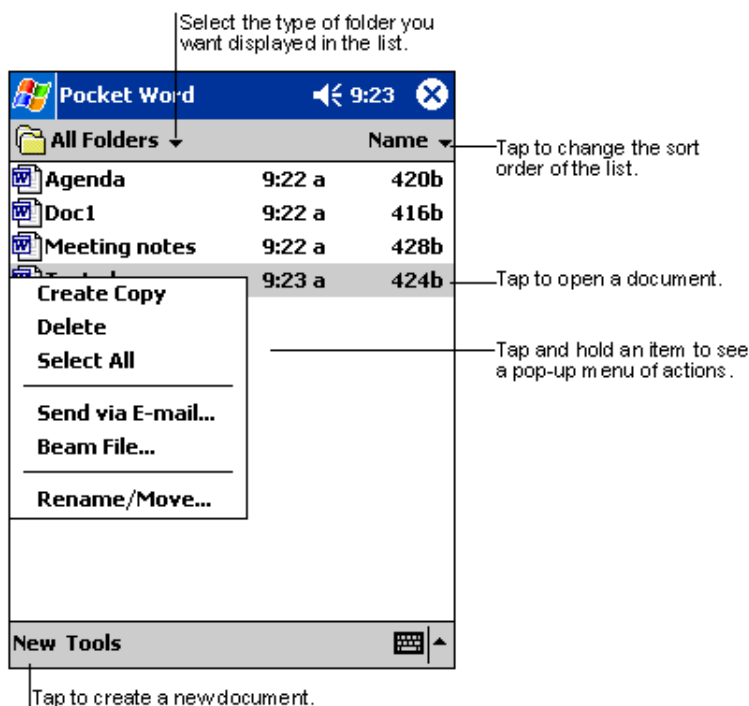 Select the type of folder you
want displayed in the list.
Pocket Word 9:23
All Folders Name
Tap to change the sort
order of the list.
Agenda 9:22 a 420b
Doc1 9:22 a 416b
Meeting notes 9:22 a 428b
9:23 a 424b
Tap to open a document.
Create Copy
Delete
Select All
Tap and hold an item to see
a pop-up menu of actions.
Send via E-mail...
Beam File...
Rename/Move...
New Tools
Tap to create a new document.